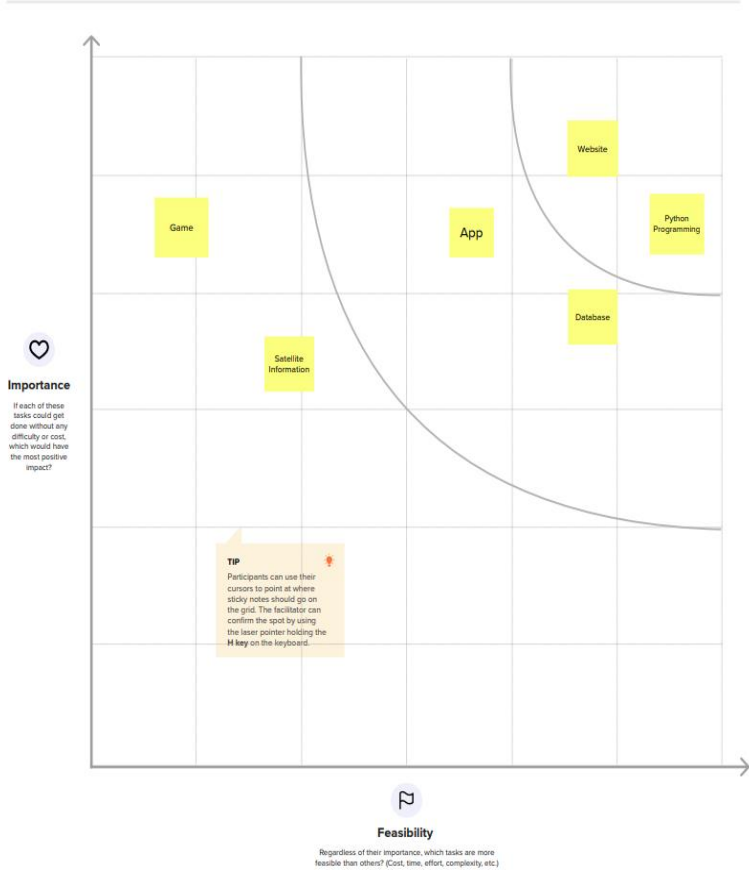 Website
Game
App
Python
Programming
Database
Satellite
Information
Importance
If each of these
tasks could get
done without any
difficulty or cost,
which would have
the most positive
impact?
TIP
Participants can use their
cursors to point at where
sticky notes should go on
the grid. The facilitator can
confirm the spot by using
the laser pointer holding the
H key on the keyboard.
Feasibility
Regardless of their importance, which tasks are more
feasible than others? (Cost, time, effort, complexity, etc.)